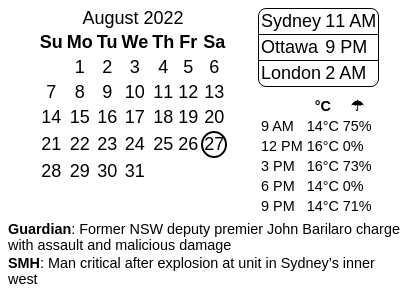 August 2022
Su Mo Tu We Th Fr Sa
1 2 3 4 5 6
7 8 9 10 11 12 13
14 15 16 17 18 19 20
21 22 23 24 25 26 27
28 29 30 31
Sydney 11 AM
Ottawa 9 PM
London 2 AM
°C ☂
9 AM 14°C 75%
12 PM 16°C 0%
3 PM 16°C 73%
6 PM 14°C 0%
9 PM 14°C 71%
Guardian: Former NSW deputy premier John Barilaro charge
with assault and malicious damage
SMH: Man critical after explosion at unit in Sydney's inner
west